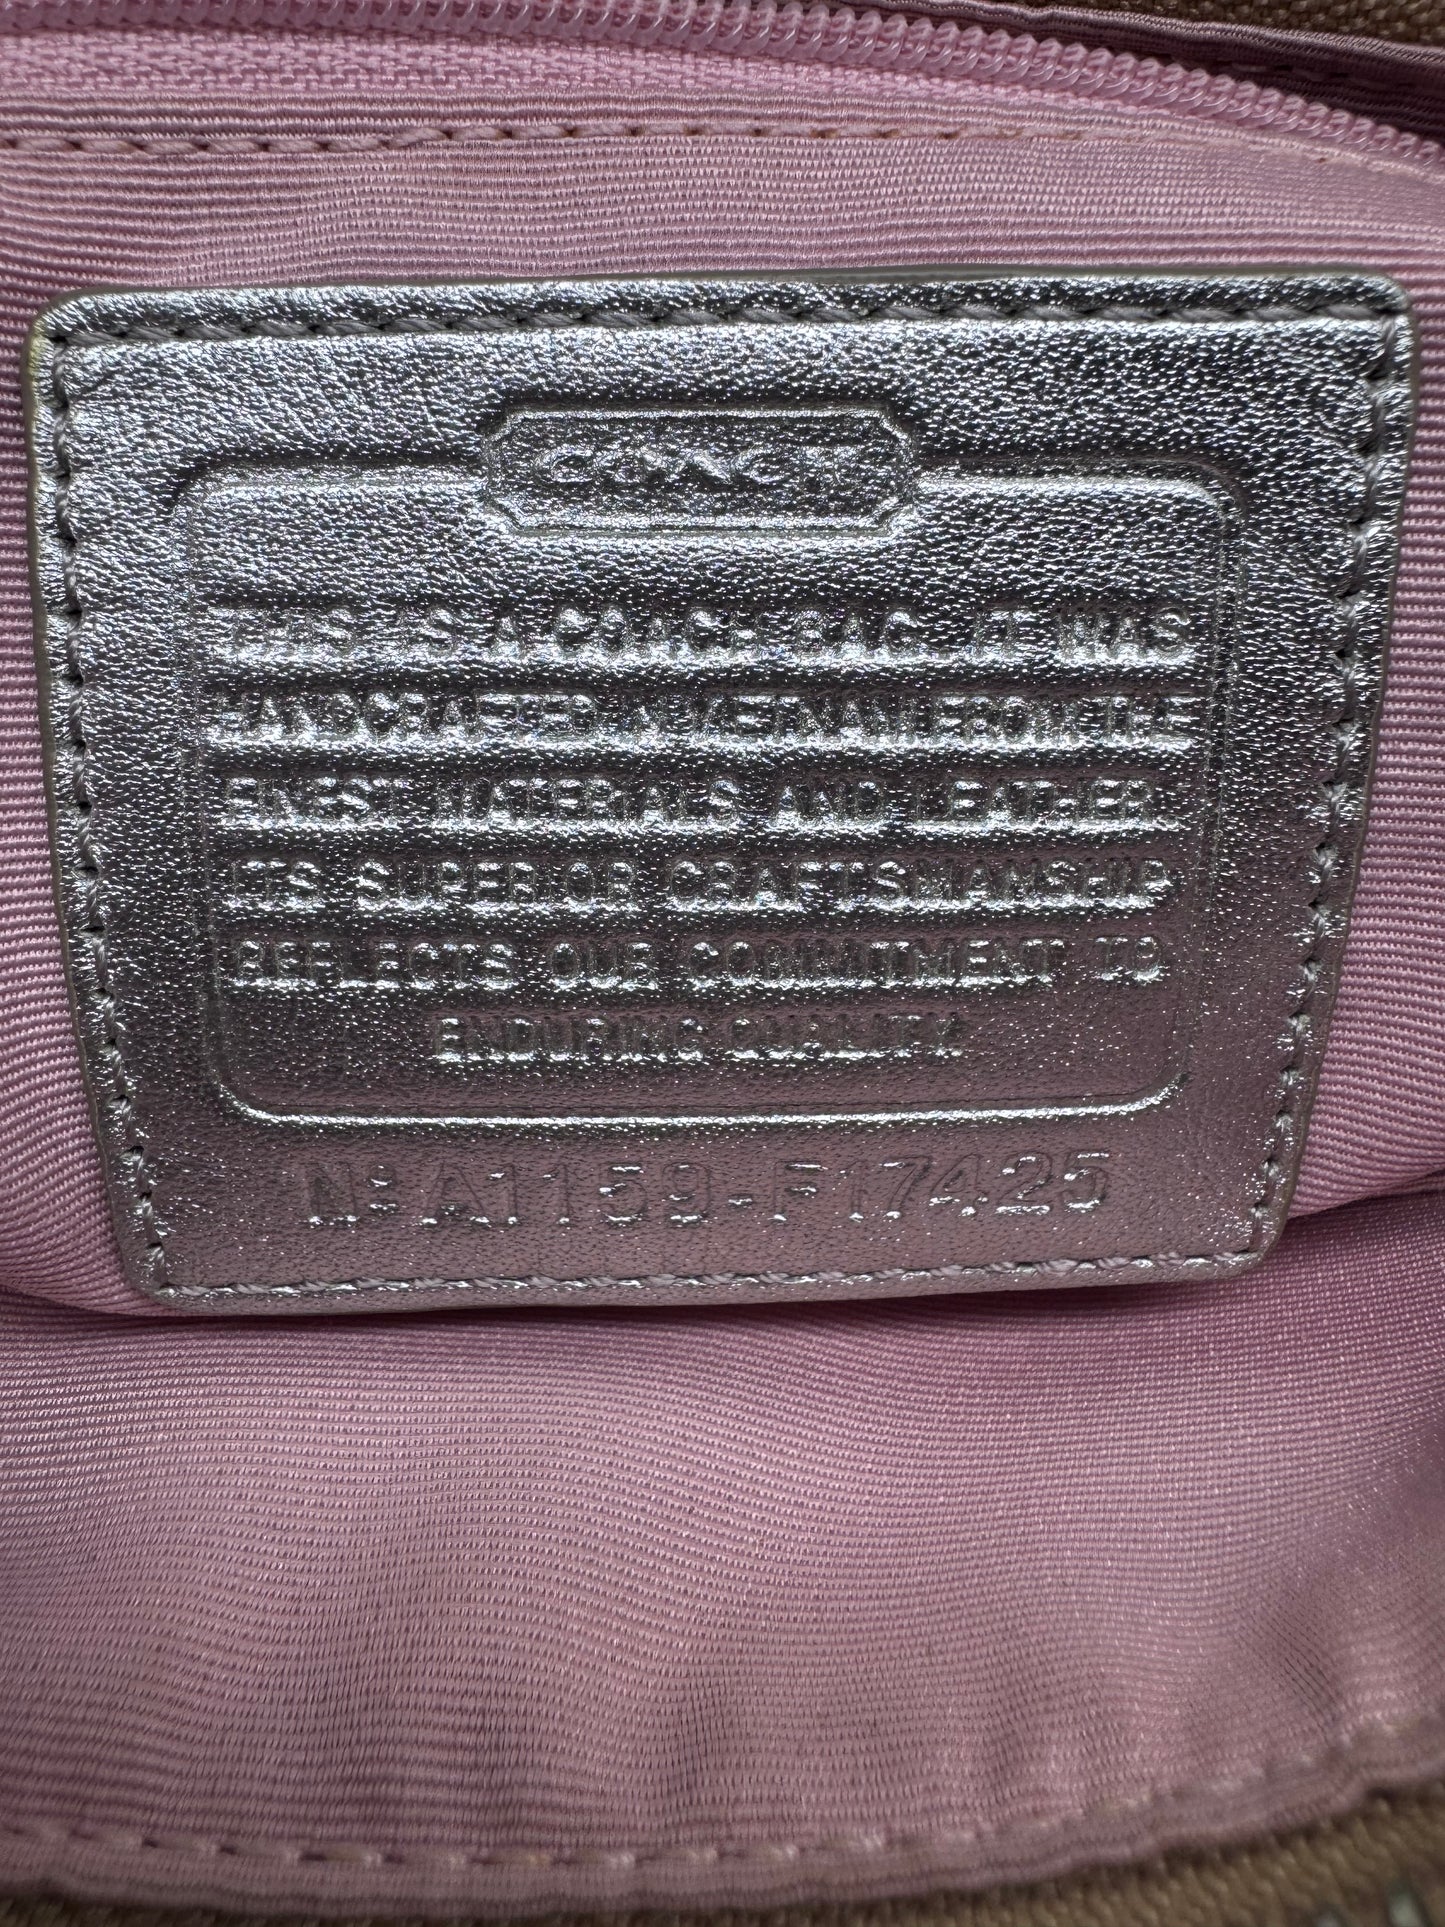 COACH
THIS IS A COACH BAG. IT WAS
HANDCRAFTED IN VIETNAM FROM THE
FINEST MATERIALS AND LEATHER.
ITS SUPERIOR CRAFTSMANSHIP
REFLECTS OUR COMMITMENT TO
ENDURING QUALITY.
Nº A1159-F17425